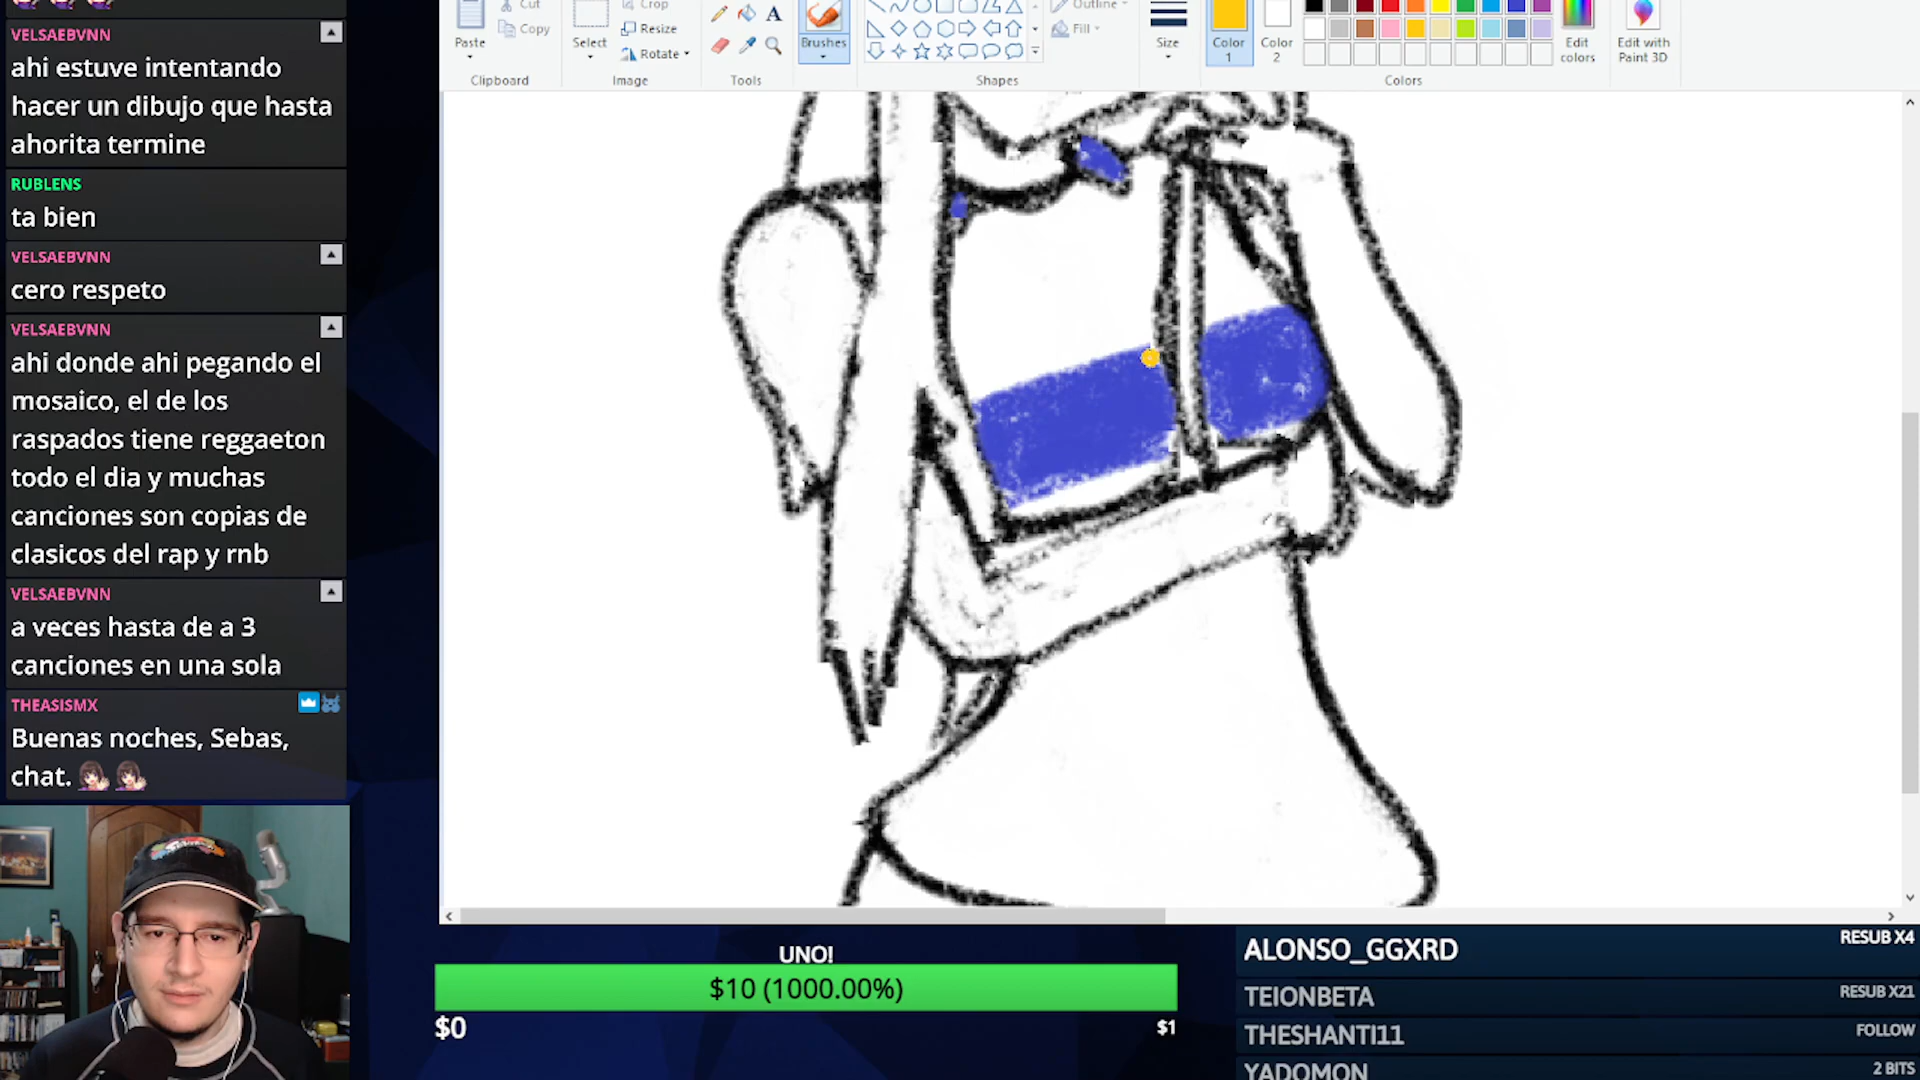 VELSAEBVNN
ahi estuve intentando
hacer un dibujo que hasta
ahorita termine
RUBLENS
ta bien
VELSAEBVNN
cero respeto
VELSAEBVNN
ahi donde ahi pegando el
mosaico, el de los
raspados tiene reggaeton
todo el dia y muchas
canciones son copias de
clasicos del rap y rnb
VELSAEBVNN
a veces hasta de a 3
canciones en una sola
THEASISMX
Buenas noches, Sebas,
chat.
Paste
Cut
Copy
Clipboard
Select
Crop
Resize
Rotate
Image
A
Tools
Brushes
Shapes
Outline
Fill
Size
Color
1
Color
2
Colors
Edit
colors
Edit with
Paint 3D
UNO!
$10 (1000.00%)
$0
$1
ALONSO_GGXRD
RESUB X4
TEIONBETA
RESUB X21
THESHANTI11
FOLLOW
YADOMON
2 BITS